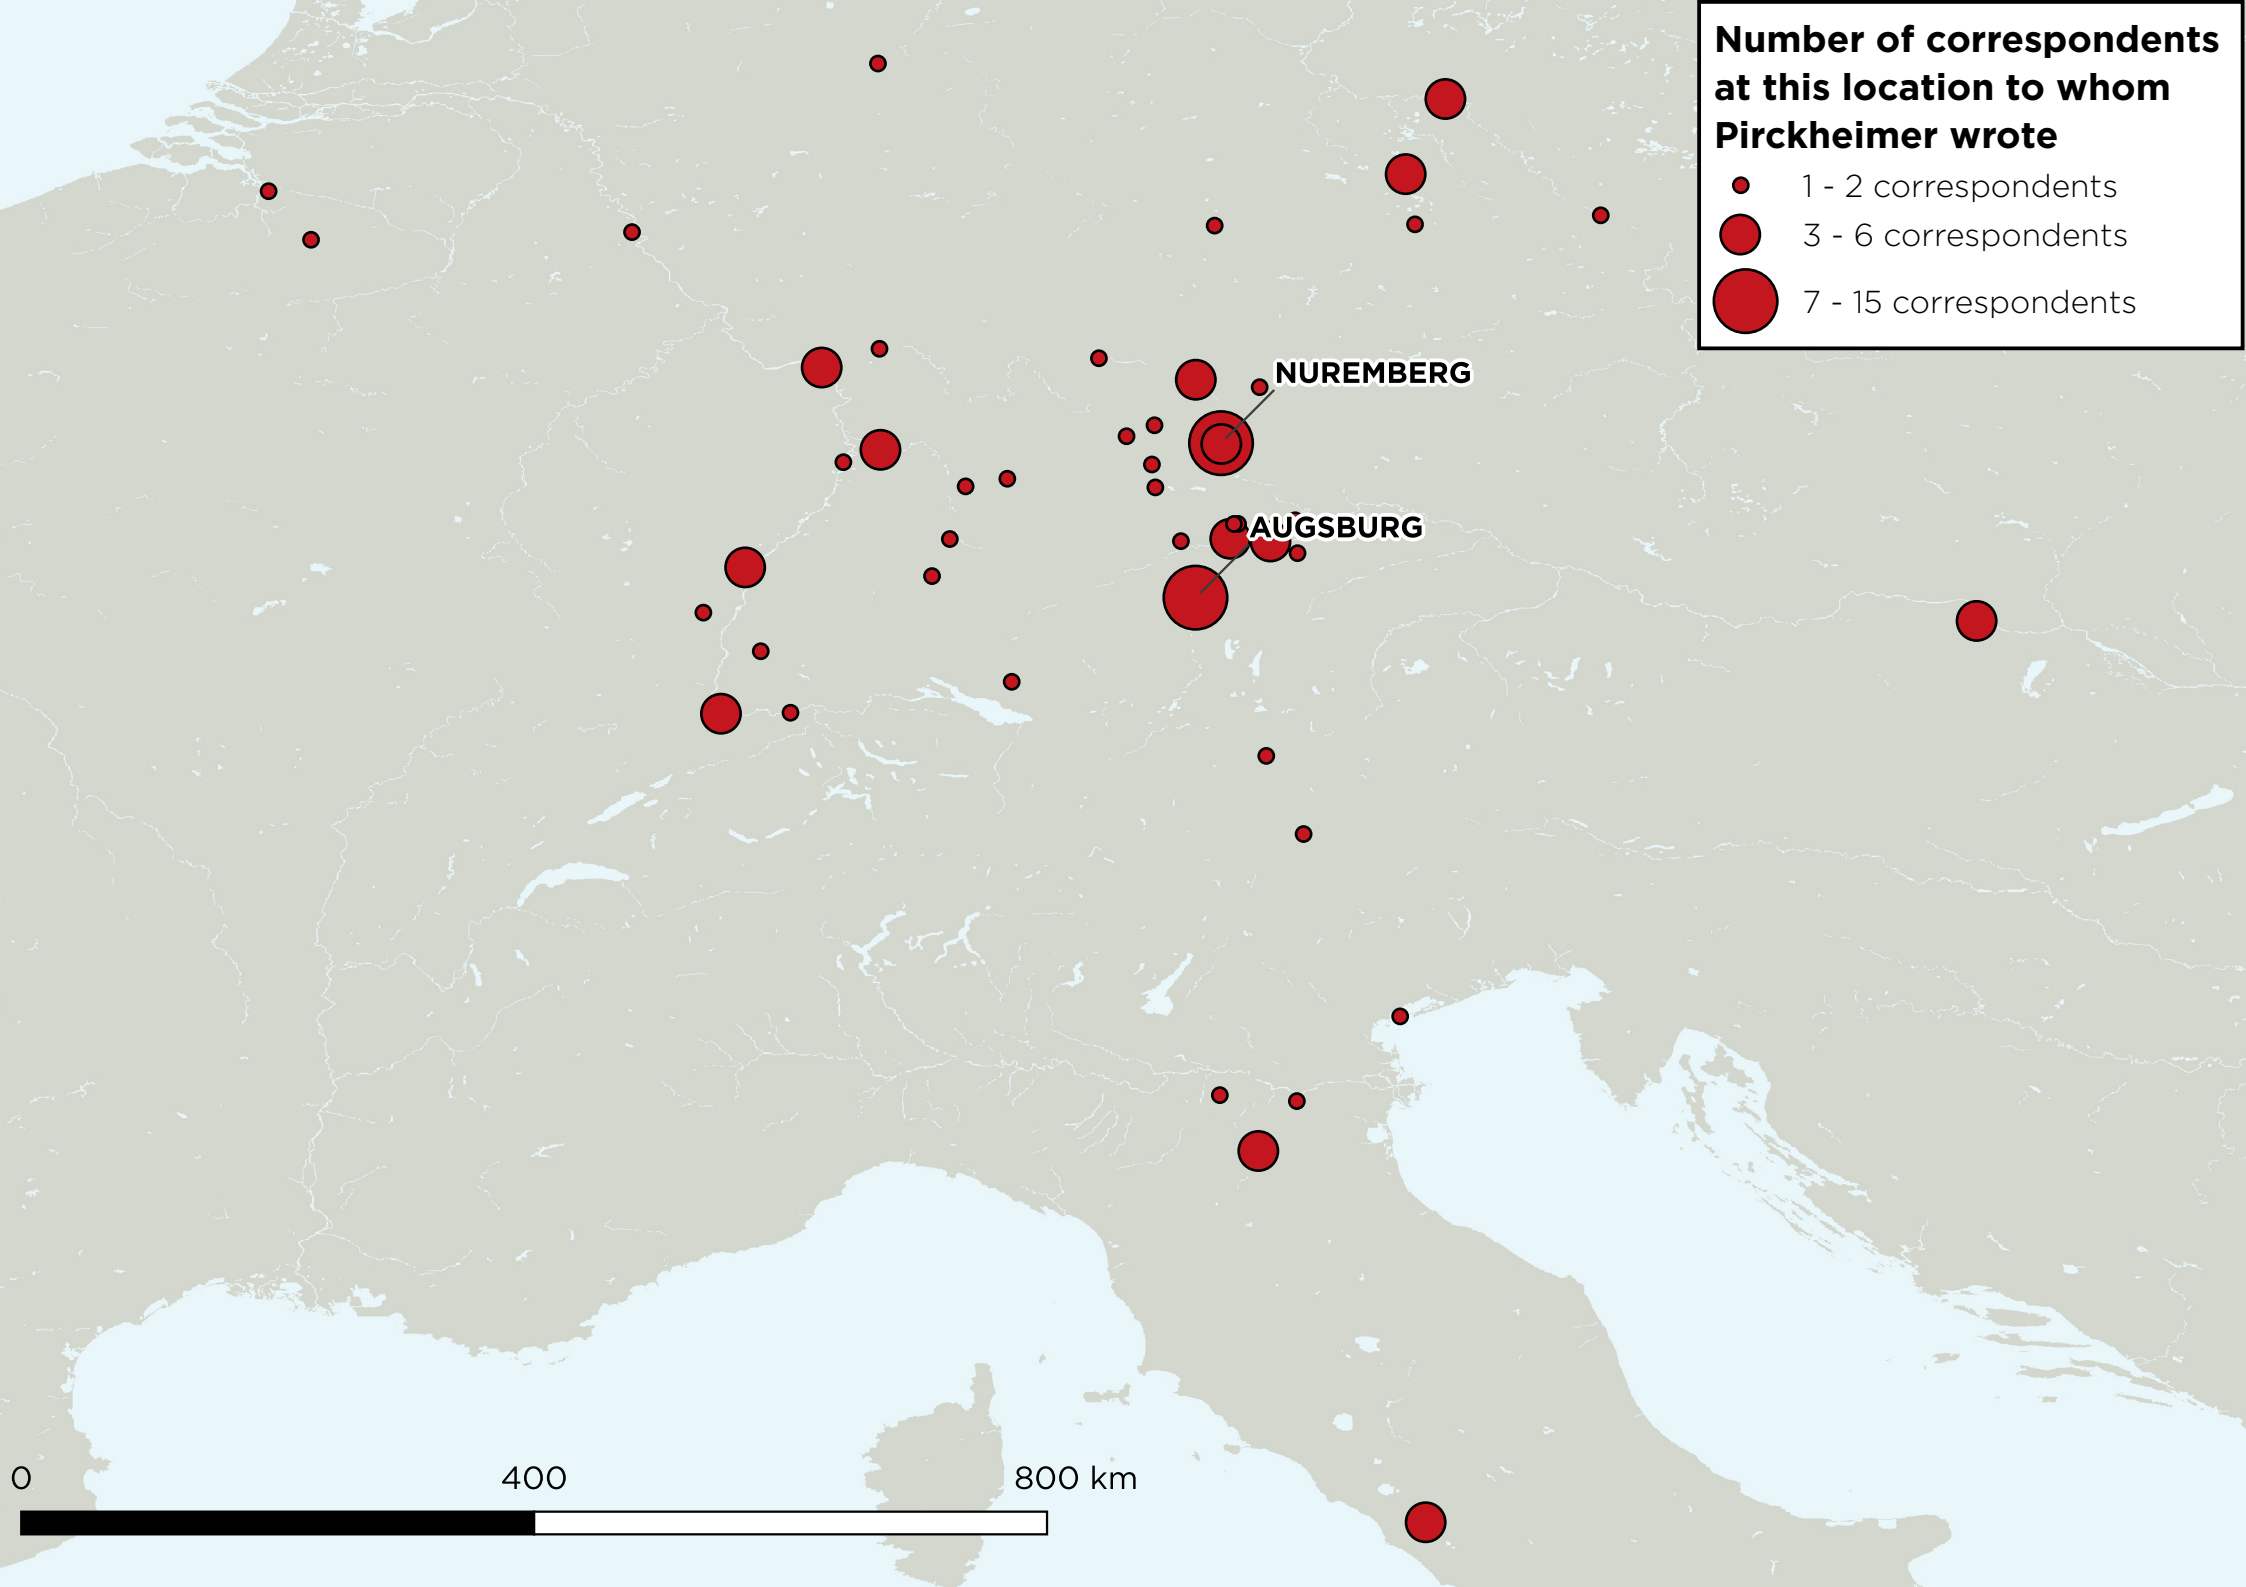 Number of correspondents
at this location to whom
Pirckheimer wrote
1 - 2 correspondents
3 - 6 correspondents
7 - 15 correspondents
NUREMBERG
AUGSBURG
0 400 800 km